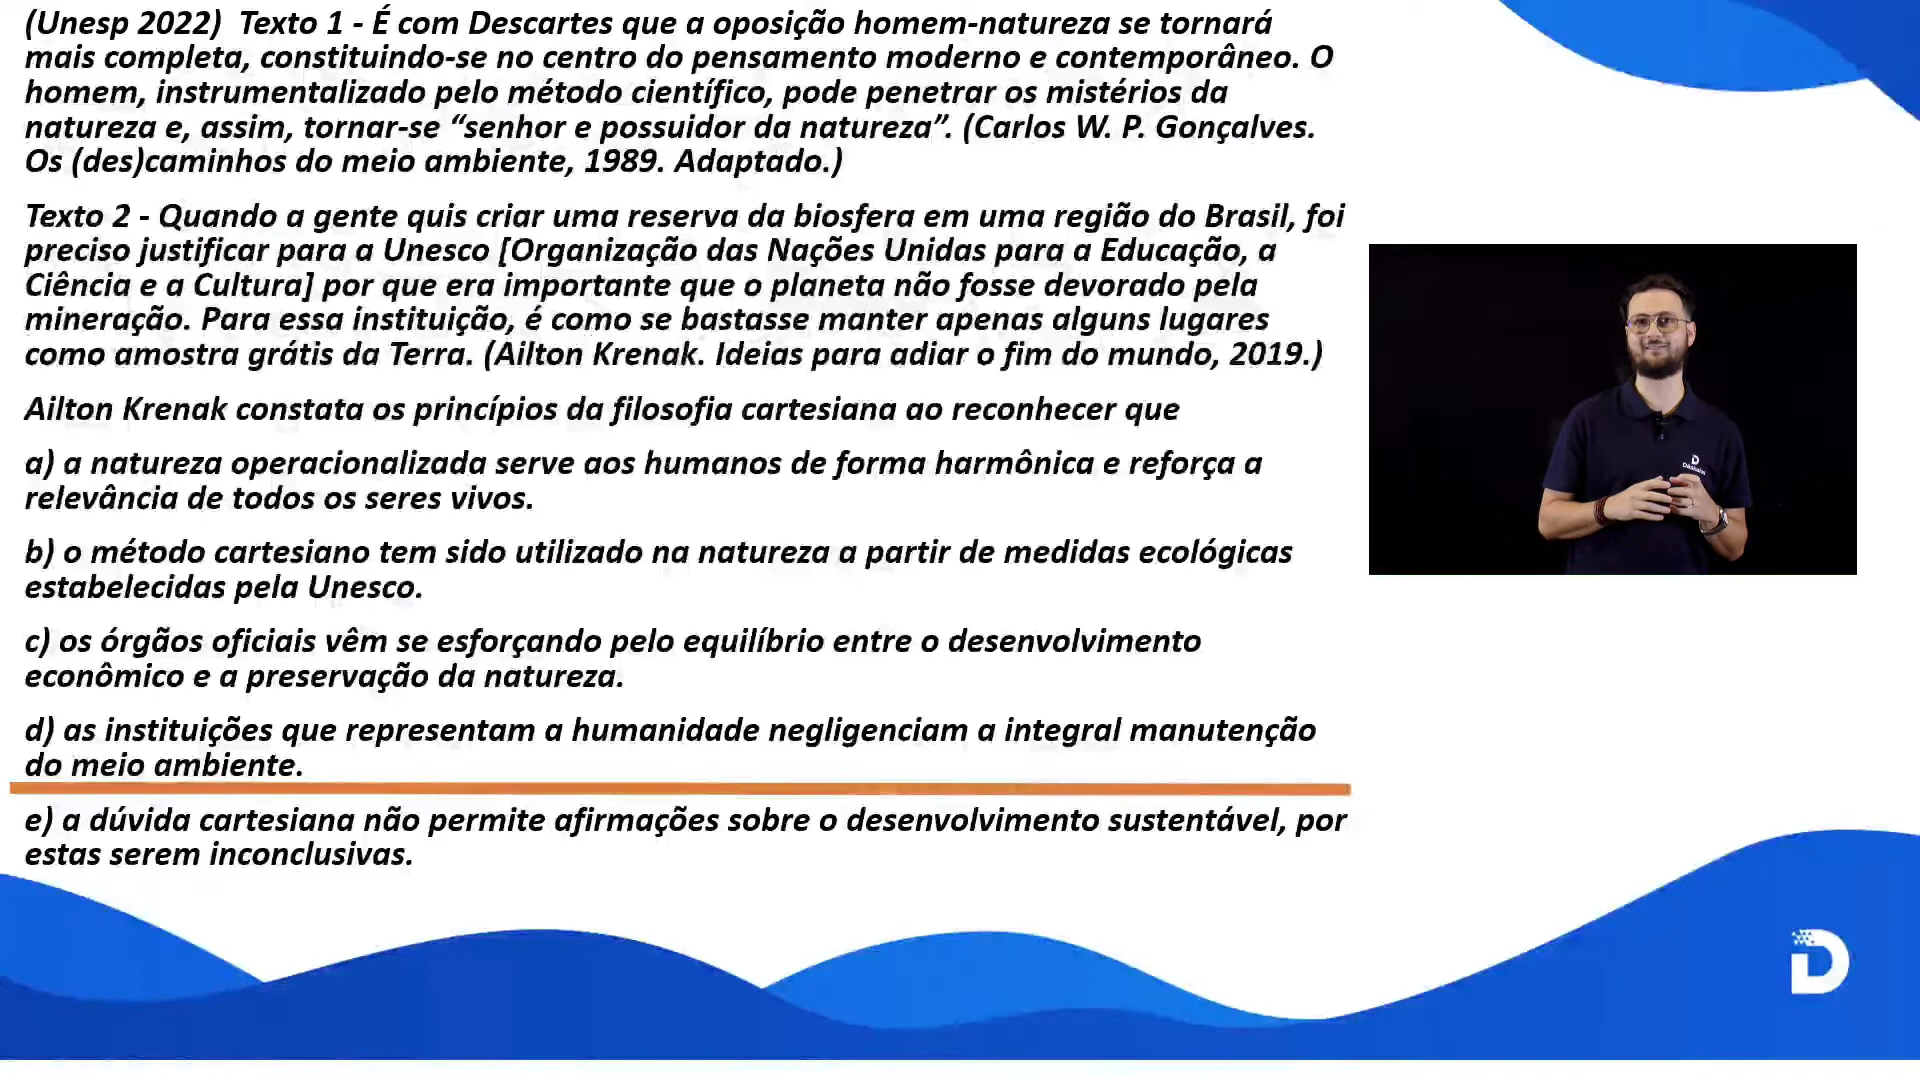 (Unesp 2022)  Texto 1 - É com Descartes que a oposição homem-natureza se tornará
mais completa, constituindo-se no centro do pensamento moderno e contemporâneo. O
homem, instrumentalizado pelo método científico, pode penetrar os mistérios da
natureza e, assim, tornar-se “senhor e possuidor da natureza”. (Carlos W. P. Gonçalves.
Os (des)caminhos do meio ambiente, 1989. Adaptado.)
Texto 2 - Quando a gente quis criar uma reserva da biosfera em uma região do Brasil, foi
preciso justificar para a Unesco [Organização das Nações Unidas para a Educação, a
Ciência e a Cultura] por que era importante que o planeta não fosse devorado pela
mineração. Para essa instituição, é como se bastasse manter apenas alguns lugares
como amostra grátis da Terra. (Ailton Krenak. Ideias para adiar o fim do mundo, 2019.)
Ailton Krenak constata os princípios da filosofia cartesiana ao reconhecer que
a) a natureza operacionalizada serve aos humanos de forma harmônica e reforça a
relevância de todos os seres vivos.
b) o método cartesiano tem sido utilizado na natureza a partir de medidas ecológicas
estabelecidas pela Unesco.
c) os órgãos oficiais vêm se esforçando pelo equilíbrio entre o desenvolvimento
econômico e a preservação da natureza.
d) as instituições que representam a humanidade negligenciam a integral manutenção
do meio ambiente.
e) a dúvida cartesiana não permite afirmações sobre o desenvolvimento sustentável, por
estas serem inconclusivas.